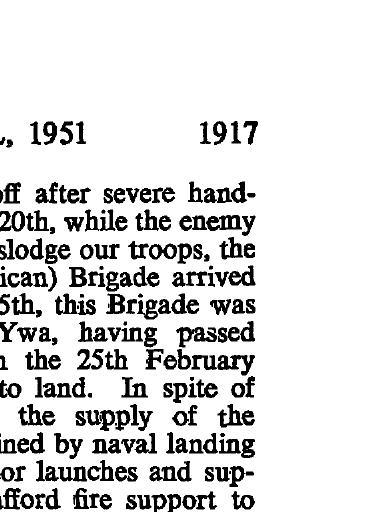 1951 1917
off after severe hand-
20th, while the enemy
slodge our troops, the
ican) Brigade arrived
5th, this Brigade was
Ywa, having passed
the 25th February
to land. In spite of
the supply of the
ined by naval landing
or launches and sup-
afford fire support to